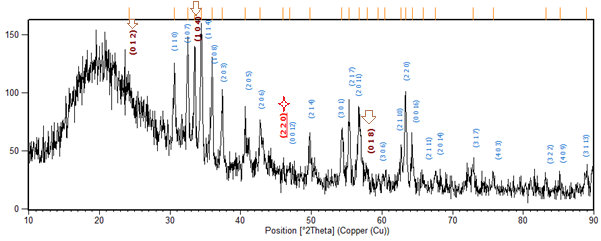 150
100
50
0
(0 1 2)
(1 1 0)
(1 0 7)
(1 0 4)
(1 1 4)
(1 0 8)
(2 0 3)
(2 0 5)
(2 0 6)
(2 2 0)
(0 0 12)
(2 1 4)
(3 0 1)
(2 1 7)
(2 0 11)
(0 1 8)
(3 0 6)
(2 1 10)
(2 2 0)
(0 0 16)
(2 1 11)
(2 0 14)
(3 1 7)
(4 0 3)
(3 2 2)
(4 0 9)
(3 1 13)
10 20 30 40 50 60 70 80 90
Position [°2Theta] (Copper (Cu))